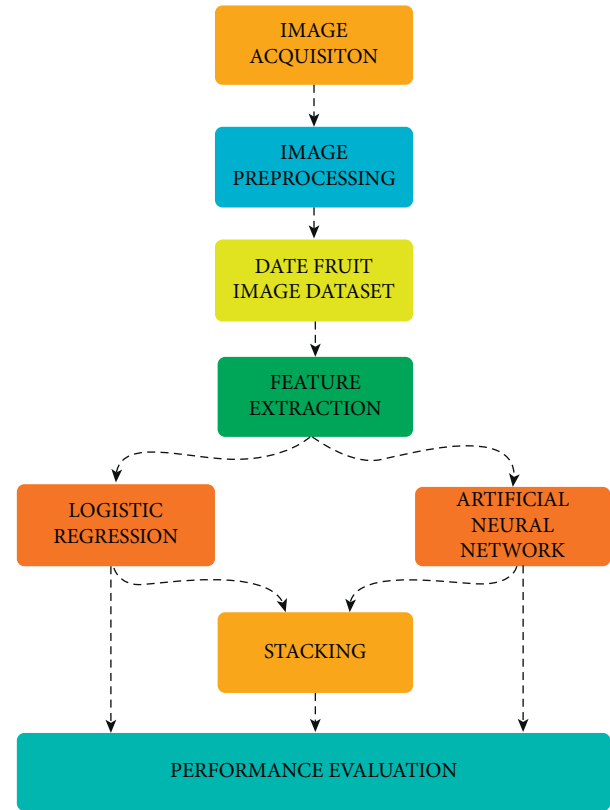 IMAGE
ACQUISITON
IMAGE
PREPROCESSING
DATE FRUIT
IMAGE DATASET
FEATURE
EXTRACTION
LOGISTIC
REGRESSION
ARTIFICIAL
NEURAL
NETWORK
STACKING
PERFORMANCE EVALUATION